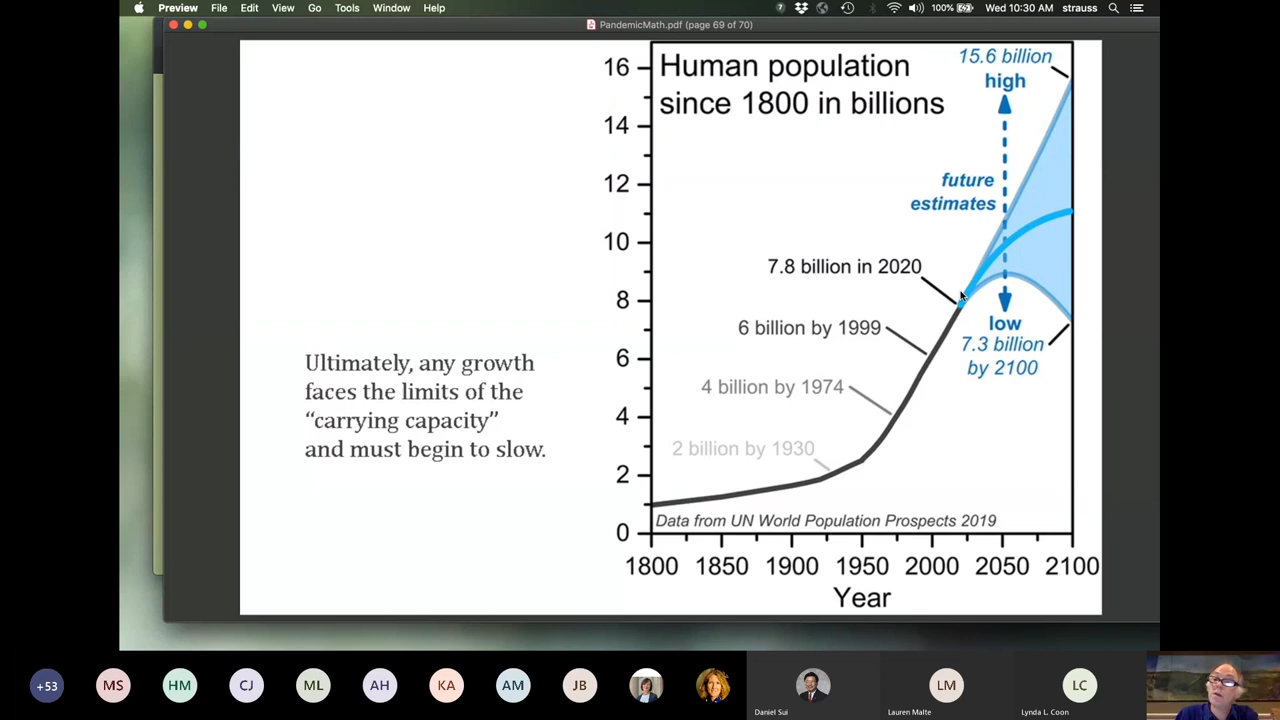 Preview File Edit View Go Tools Window Help
7 100% Wed 10:30 AM strauss
PandemicMath.pdf (page 69 of 70)
Human population
since 1800 in billions
15.6 billion
high
future
estimates
7.8 billion in 2020
6 billion by 1999
4 billion by 1974
2 billion by 1930
low
7.3 billion
by 2100
Data from UN World Population Prospects 2019
16
14
12
10
8
6
4
2
0
1800 1850 1900 1950 2000 2050 2100
Year
Ultimately, any growth
faces the limits of the
“carrying capacity”
and must begin to slow.
+53 MS HM CJ ML AH KA AM JB LM LC
Daniel Sui Lauren Malte Lynda L. Coon